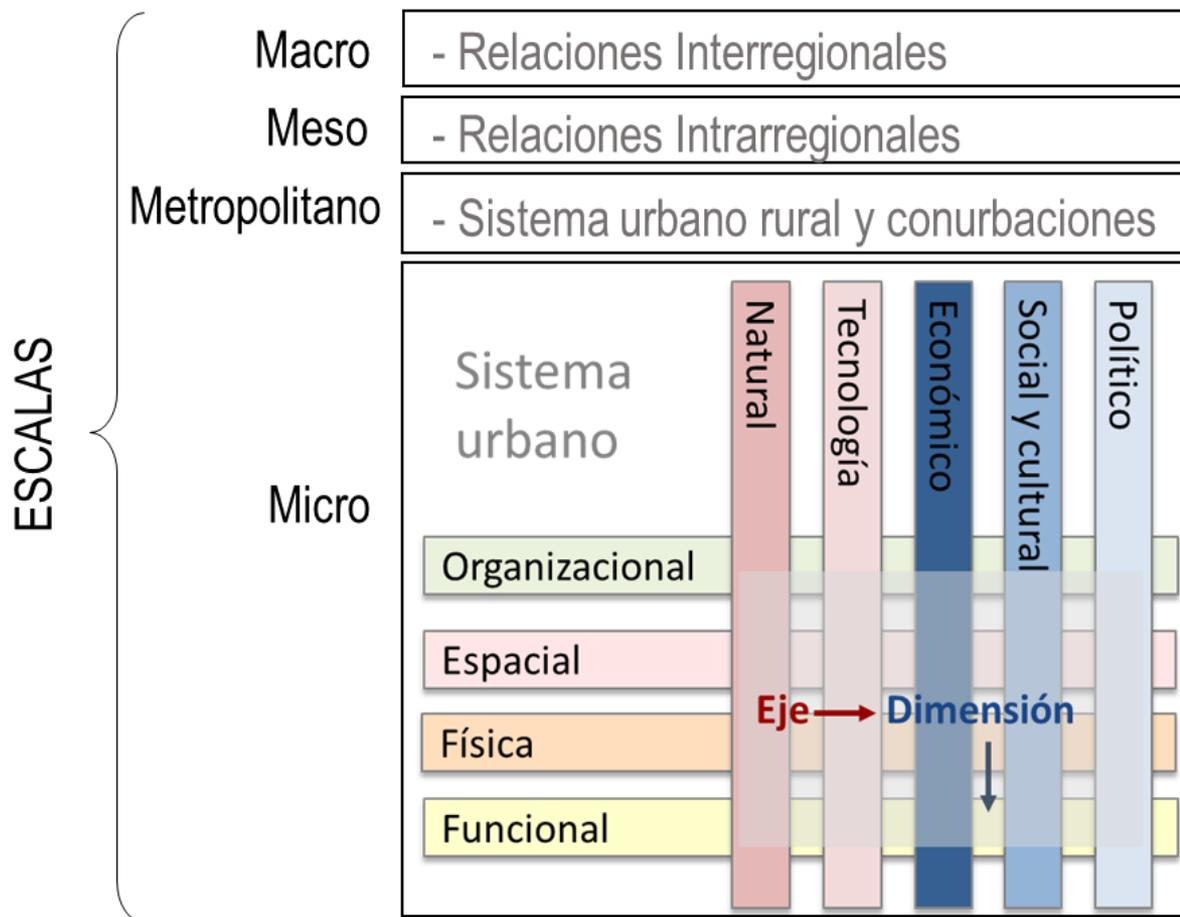 ESCALAS
Macro
- Relaciones Interregionales
Meso
- Relaciones Intrarregionales
Metropolitano
- Sistema urbano rural y conurbaciones
Micro
Sistema
urbano
Natural
Tecnología
Económico
Social y cultural
Político
Organizacional
Espacial
Eje
Dimensión
Física
Funcional